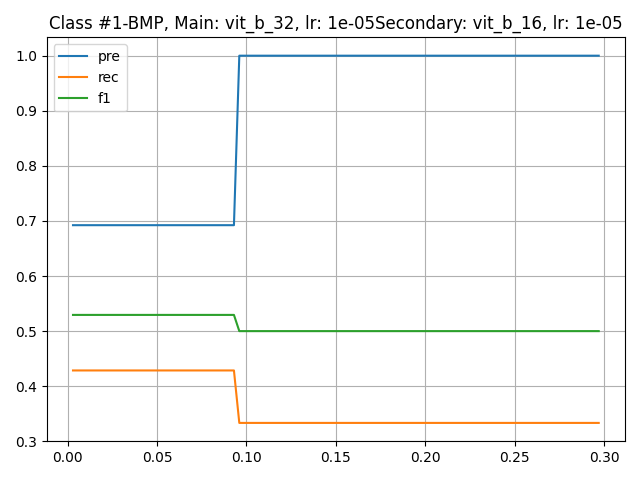 Class #1-BMP, Main: vit_b_32, lr: 1e-05Secondary: vit_b_16, lr: 1e-05
pre
rec
f1
1.0
0.9
0.8
0.7
0.6
0.5
0.4
0.3
0.00 0.05 0.10 0.15 0.20 0.25 0.30